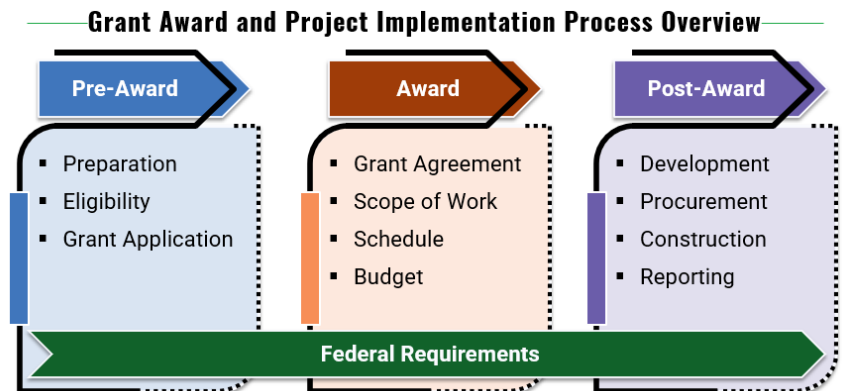 Grant Award and Project Implementation Process Overview
Pre-Award
▪ Preparation
▪ Eligibility
▪ Grant Application
Award
▪ Grant Agreement
▪ Scope of Work
▪ Schedule
▪ Budget
Post-Award
▪ Development
▪ Procurement
▪ Construction
▪ Reporting
Federal Requirements